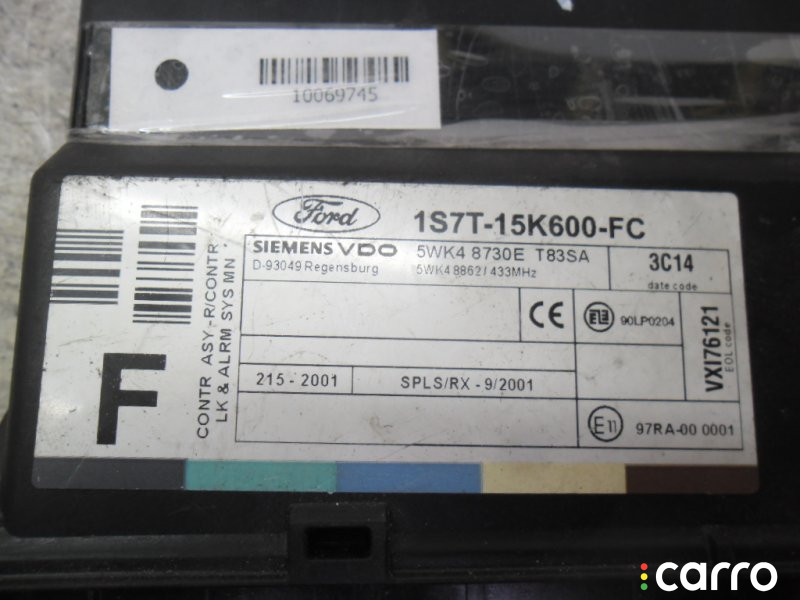 10069745
Ford
1S7T-15K600-FC
SIEMENS VDO 5WK4 8730E T83SA
D-93049 Regensburg 5WK4 8862 / 433MHz
3C14
date code
CE
90LP0204
VXI76121
EOL code
215 - 2001
SPLS/RX - 9/2001
E11
97RA-00 0001
CONTR ASY -R/CONTR
LK & ALRM SYS MN
F
carro